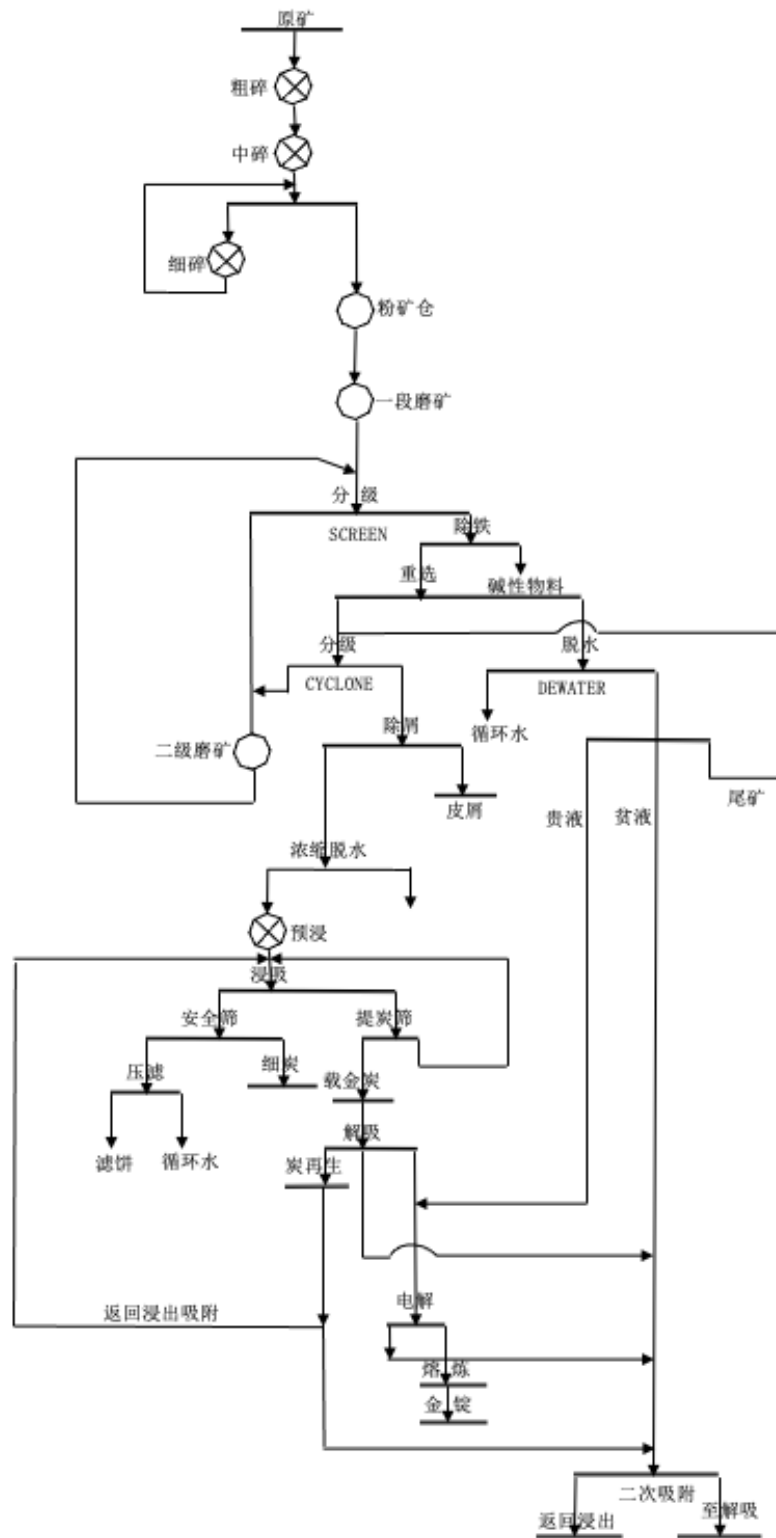 原矿
粗碎
中碎
细碎
粉矿仓
一段磨矿
分级
SCREEN
除铁
重选
碱性物料
分级
脱水
CYCLONE
DEWATER
除屑
循环水
二级磨矿
皮屑
尾矿
贵液
贫液
浓缩脱水
预浸
浸吸
安全筛
提炭筛
压滤
细炭
载金炭
解吸
滤饼
循环水
炭再生
电解
返回浸出吸附
熔炼
金锭
二次吸附
返回浸出
至解吸